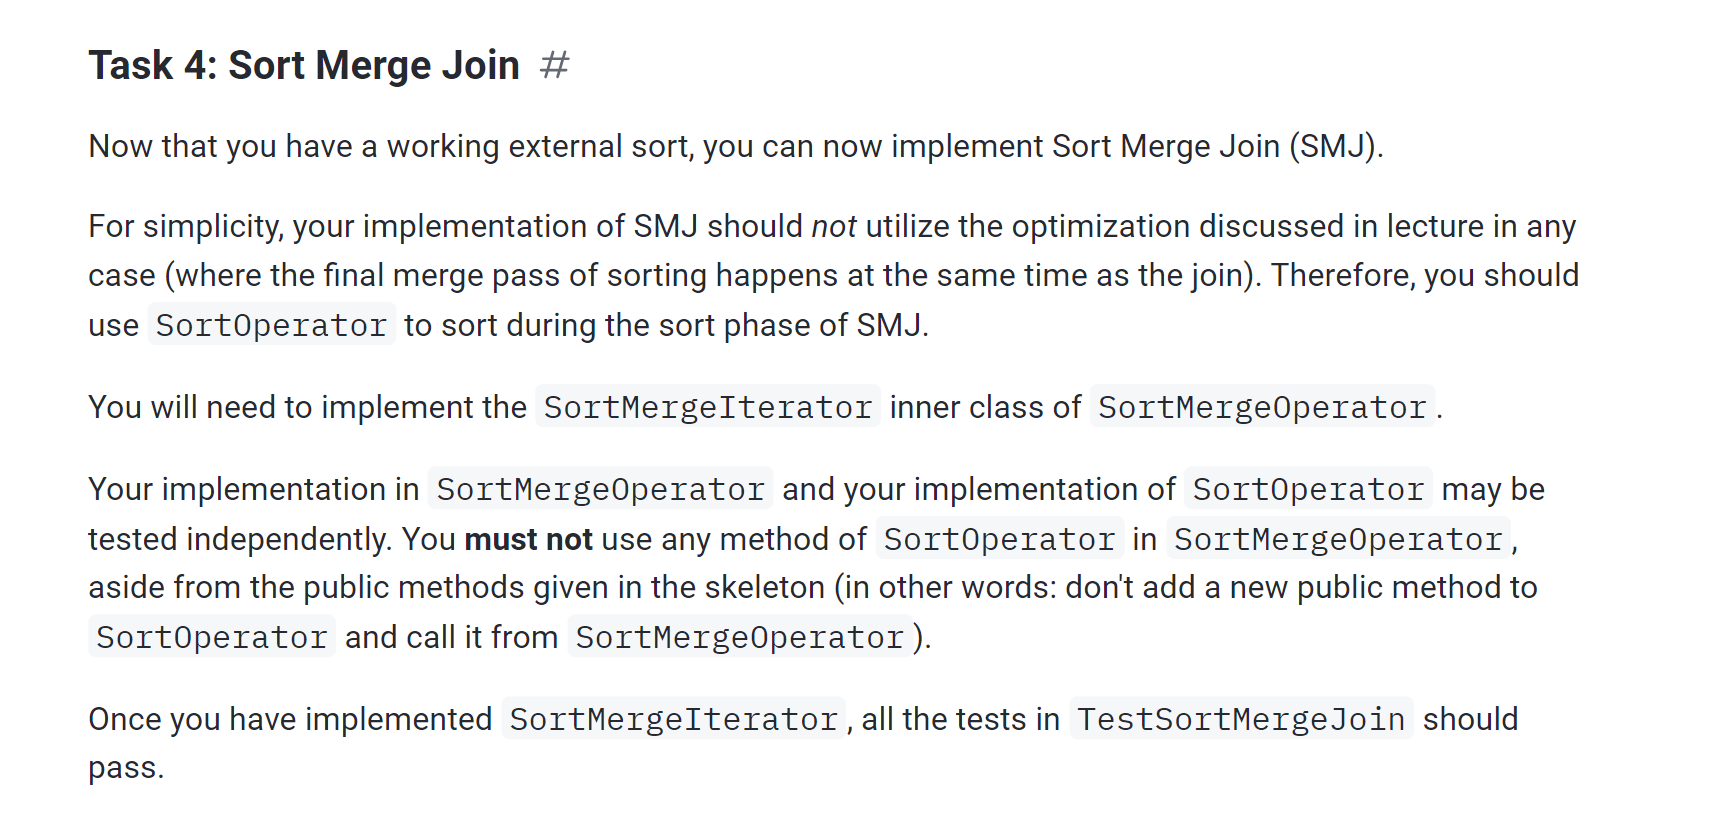 Task 4: Sort Merge Join #
Now that you have a working external sort, you can now implement Sort Merge Join (SMJ).
For simplicity, your implementation of SMJ should not utilize the optimization discussed in lecture in any
case (where the final merge pass of sorting happens at the same time as the join). Therefore, you should
use SortOperator to sort during the sort phase of SMJ.
You will need to implement the SortMergeIterator inner class of SortMergeOperator.
Your implementation in SortMergeOperator and your implementation of SortOperator may be
tested independently. You must not use any method of SortOperator in SortMergeOperator,
aside from the public methods given in the skeleton (in other words: don't add a new public method to
SortOperator and call it from SortMergeOperator).
Once you have implemented SortMergeIterator, all the tests in TestSortMergeJoin should
pass.